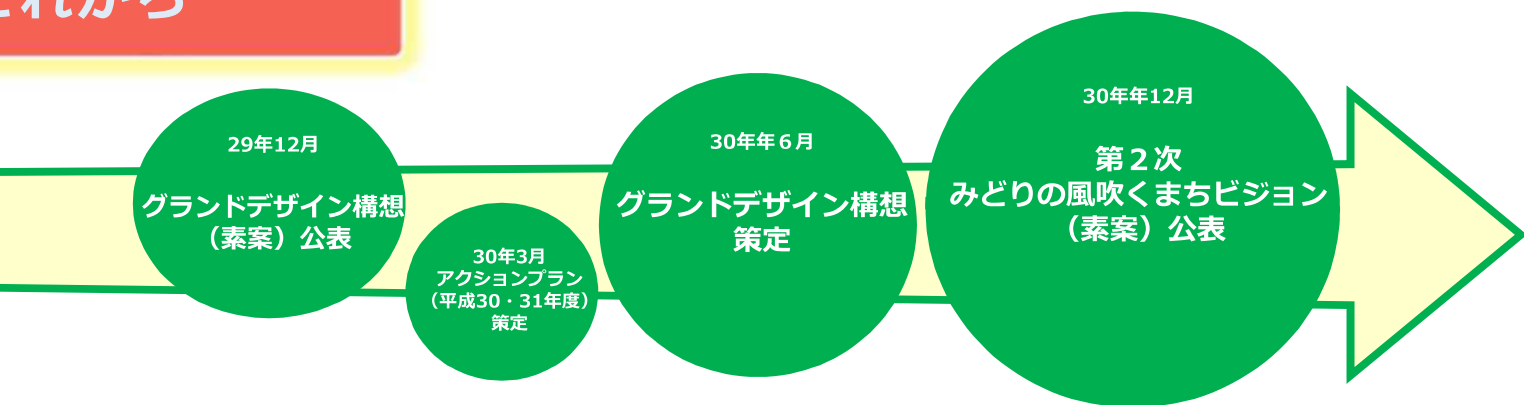 これから
29年12月
グランドデザイン構想
（素案）公表
30年3月
アクションプラン
（平成30・31年度）
策定
30年年６月
グランドデザイン構想
策定
30年年12月
第２次
みどりの風吹くまちビジョン
（素案）公表